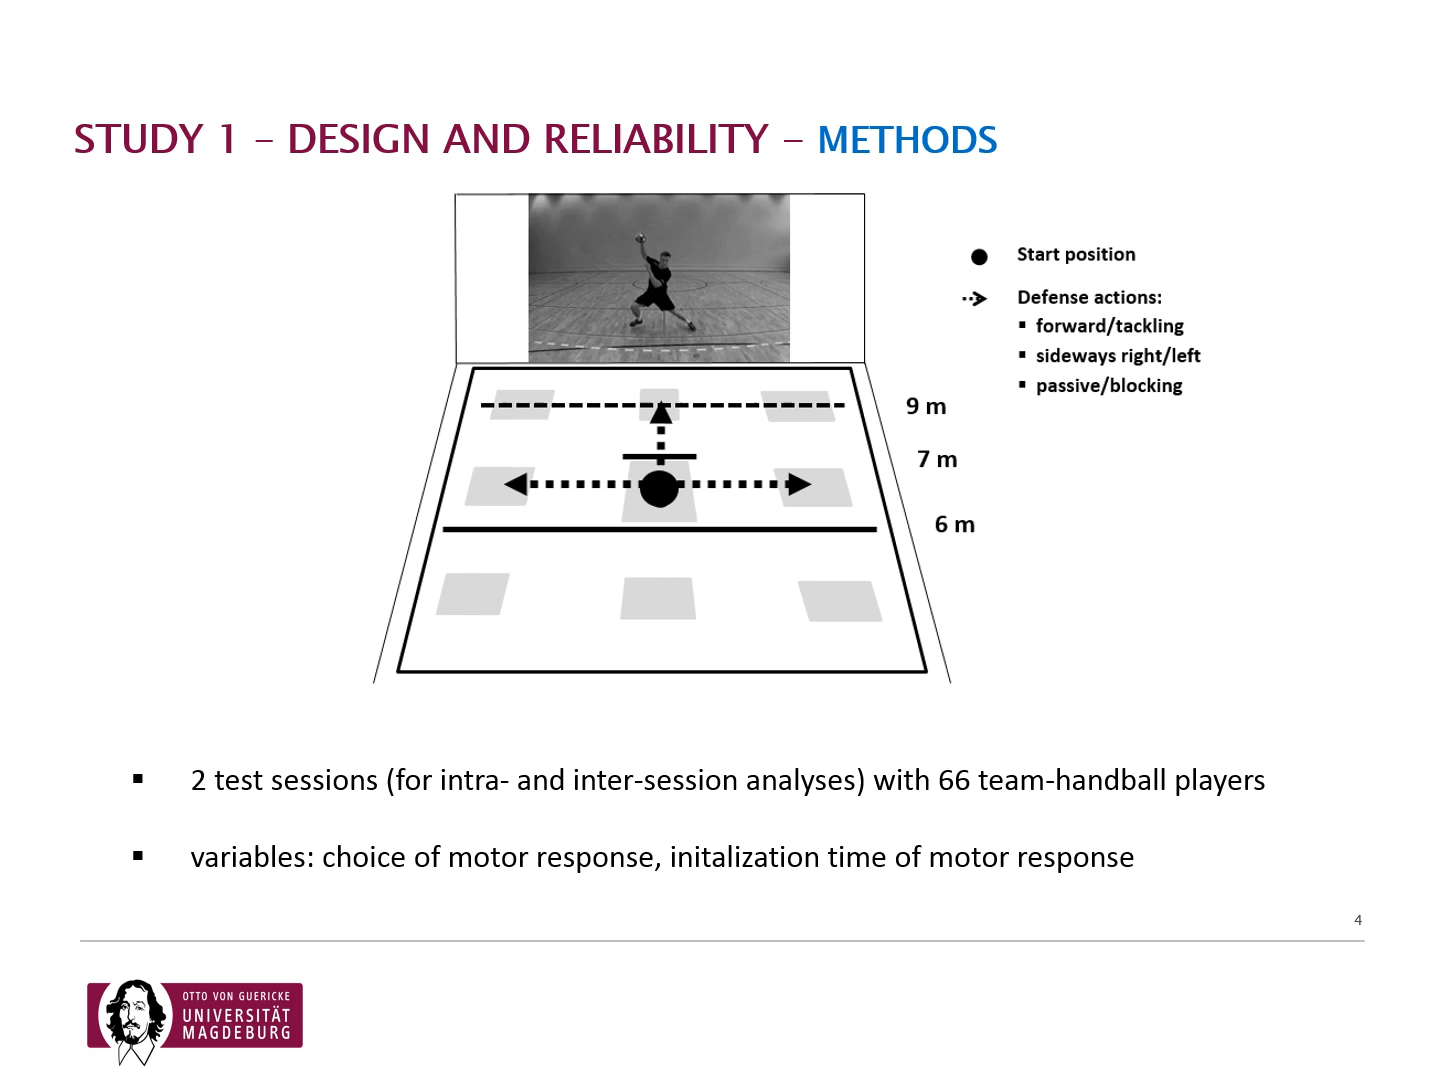 STUDY 1 – DESIGN AND RELIABILITY – METHODS
Start position
Defense actions:
▪ forward/tackling
▪ sideways right/left
▪ passive/blocking
9 m
7 m
6 m
▪ 2 test sessions (for intra- and inter-session analyses) with 66 team-handball players
▪ variables: choice of motor response, initalization time of motor response
4
OTTO VON GUERICKE
UNIVERSITÄT
MAGDEBURG